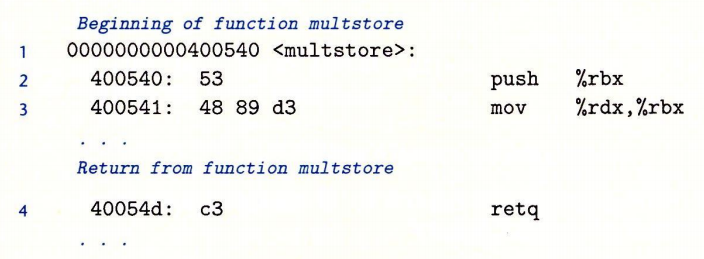 Beginning of function multstore
1 0000000000400540 <multstore>:
2 400540: 53 push %rbx
3 400541: 48 89 d3 mov %rdx,%rbx
. . .
Return from function multstore
4 40054d: c3 retq
. . .